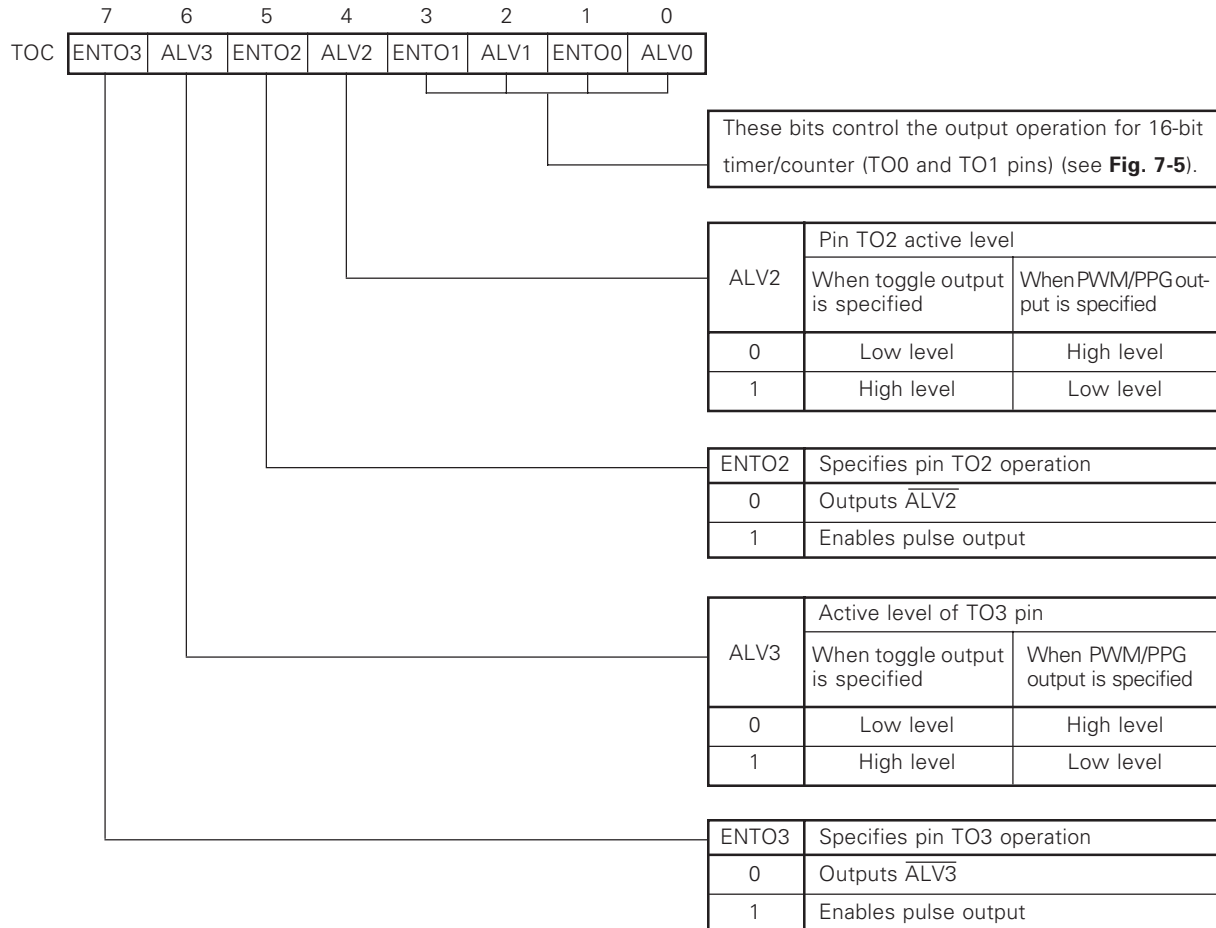 7 6 5 4 3 2 1 0
TOC ENTO3 ALV3 ENTO2 ALV2 ENTO1 ALV1 ENTO0 ALV0
These bits control the output operation for 16-bit
timer/counter (TO0 and TO1 pins) (see Fig. 7-5).
Pin TO2 active level
ALV2 When toggle output When PWM/PPG out-
is specified put is specified
0 Low level High level
1 High level Low level
ENTO2 Specifies pin TO2 operation
0 Outputs A̅L̅V̅2̅
1 Enables pulse output
Active level of TO3 pin
ALV3 When toggle output When PWM/PPG
is specified output is specified
0 Low level High level
1 High level Low level
ENTO3 Specifies pin TO3 operation
0 Outputs A̅L̅V̅3̅
1 Enables pulse output